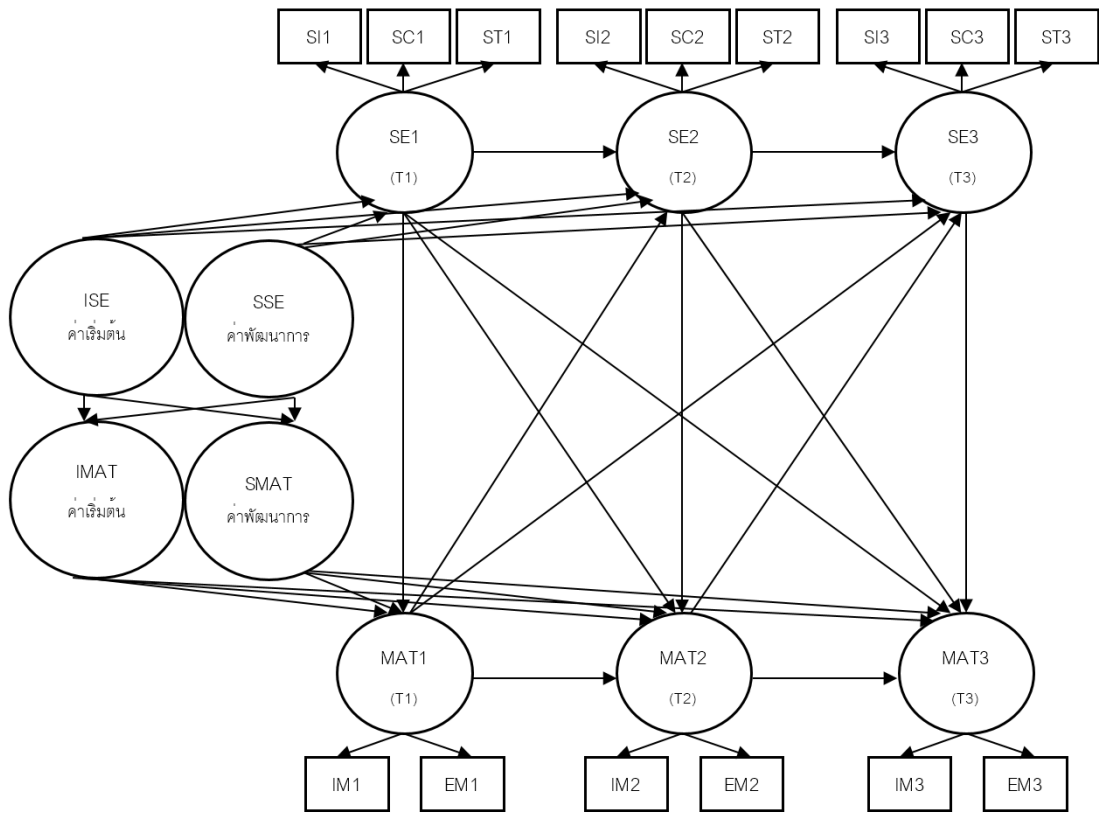 SI1 SC1 ST1 SI2 SC2 ST2 SI3 SC3 ST3
SE1 SE2 SE3
(T1) (T2) (T3)
ISE SSE
ค่าเริ่มต้น ค่าพัฒนาการ
IMAT SMAT
ค่าเริ่มต้น ค่าพัฒนาการ
MAT1 MAT2 MAT3
(T1) (T2) (T3)
IM1 EM1 IM2 EM2 IM3 EM3